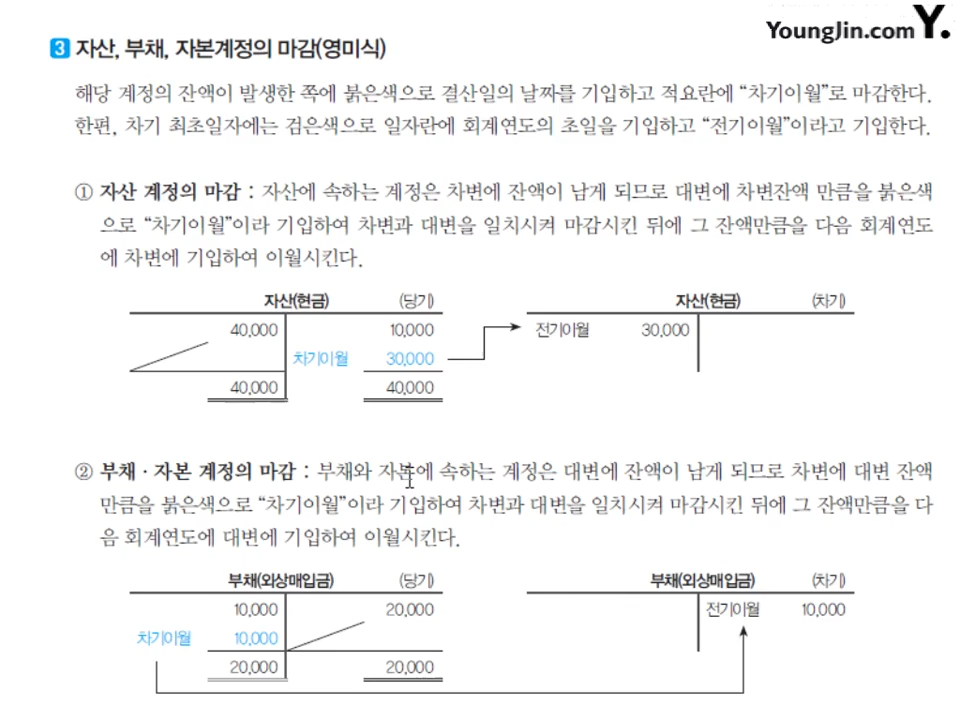 YoungJin.com Y.
3 자산, 부채, 자본계정의 마감(영미식)
해당 계정의 잔액이 발생한 쪽에 붉은색으로 결산일의 날짜를 기입하고 적요란에 “차기이월”로 마감한다.
한편, 차기 최초일자에는 검은색으로 일자란에 회계연도의 초일을 기입하고 “전기이월”이라고 기입한다.
① 자산 계정의 마감 : 자산에 속하는 계정은 차변에 잔액이 남게 되므로 대변에 차변잔액 만큼을 붉은색
으로 “차기이월”이라 기입하여 차변과 대변을 일치시켜 마감시킨 뒤에 그 잔액만큼을 다음 회계연도
에 차변에 기입하여 이월시킨다.
자산(현금) (당기) 자산(현금) (차기)
40,000 10,000 전기이월 30,000
차기이월 30,000
40,000 40,000
② 부채 · 자본 계정의 마감 : 부채와 자본에 속하는 계정은 대변에 잔액이 남게 되므로 차변에 대변 잔액
만큼을 붉은색으로 “차기이월”이라 기입하여 차변과 대변을 일치시켜 마감시킨 뒤에 그 잔액만큼을 다
음 회계연도에 대변에 기입하여 이월시킨다.
부채(외상매입금) (당기) 부채(외상매입금) (차기)
10,000 20,000 전기이월 10,000
차기이월 10,000
20,000 20,000